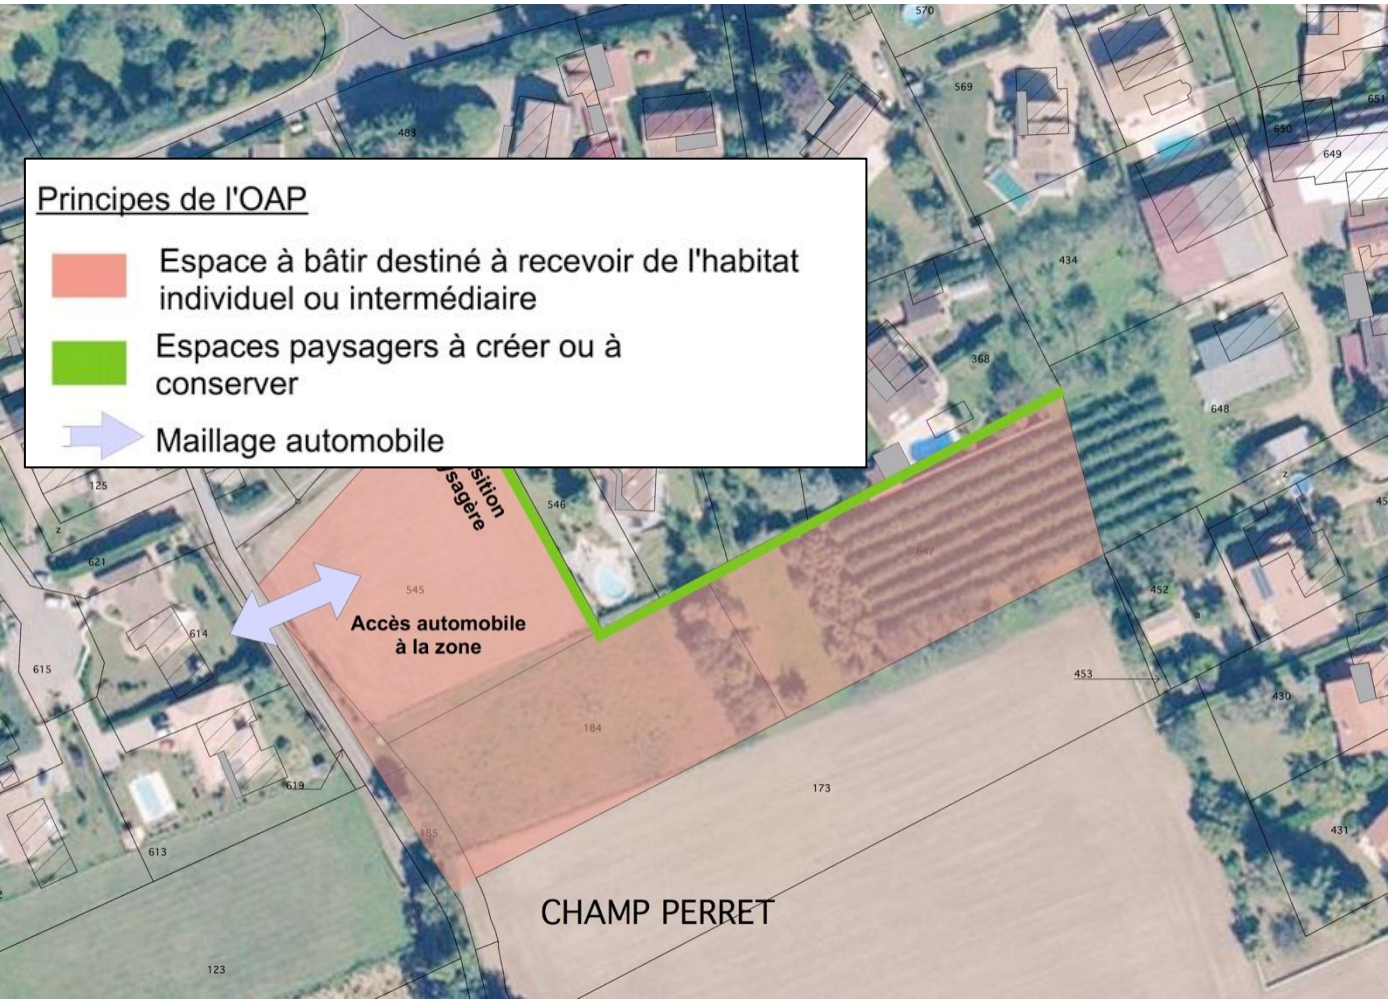 570
569
483
651
650
649
Principes de l'OAP
Espace à bâtir destiné à recevoir de l'habitat
individuel ou intermédiaire
Espaces paysagers à créer ou à
conserver
Maillage automobile
434
368
648
z
125
z
546
621
647
545
452
a
614
Accès automobile
à la zone
615
453
430
184
173
619
185
431
613
CHAMP PERRET
123